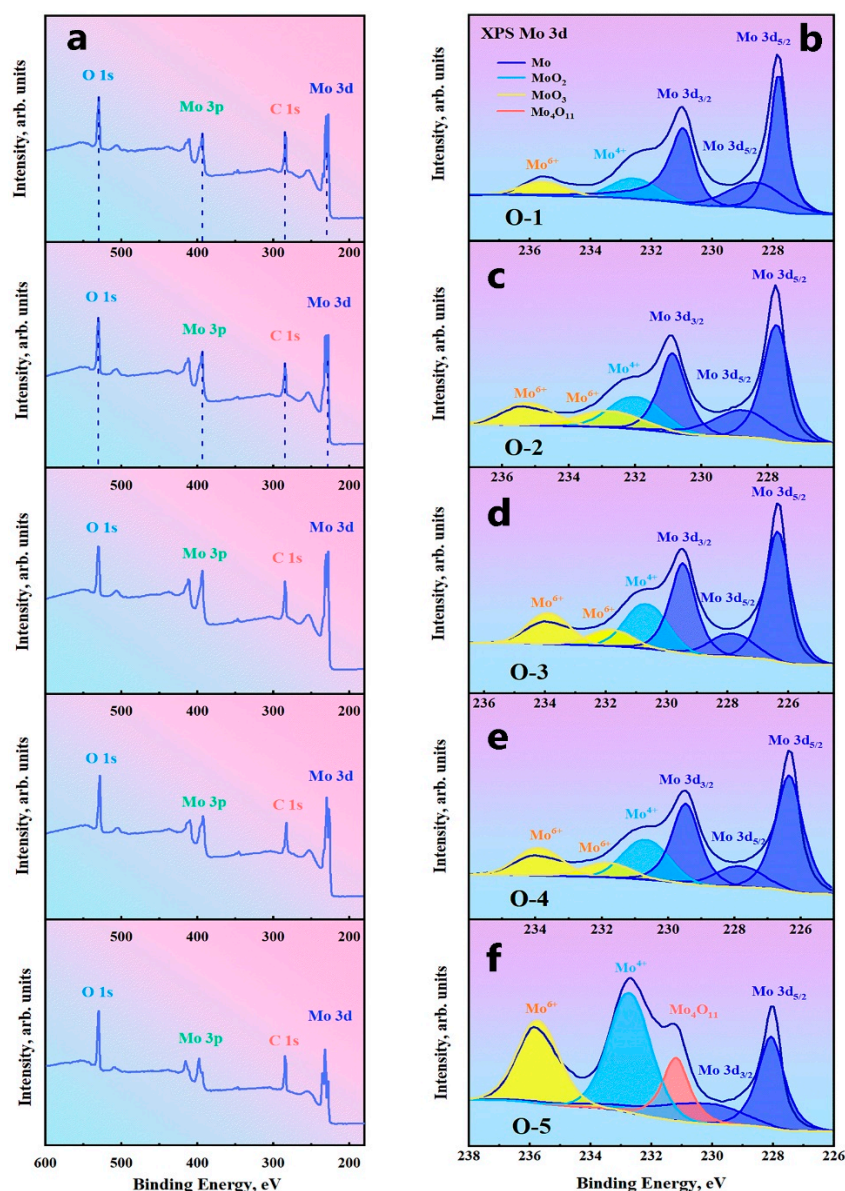 a
O 1s
Mo 3p
C 1s
Mo 3d
Intensity, arb. units
500 400 300 200
O 1s
Mo 3p
C 1s
Mo 3d
Intensity, arb. units
500 400 300 200
O 1s
Mo 3p
C 1s
Mo 3d
Intensity, arb. units
500 400 300 200
O 1s
Mo 3p
C 1s
Mo 3d
Intensity, arb. units
500 400 300 200
O 1s
Mo 3p
C 1s
Mo 3d
Intensity, arb. units
600 500 400 300 200
Binding Energy, eV
XPS Mo 3d
b
Mo
MoO₂
MoO₃
Mo₄O₁₁
Mo 3d₅/₂
Mo 3d₃/₂
Mo 3d₅/₂
Mo⁴⁺
Mo⁶⁺
O-1
Intensity, arb. units
236 234 232 230 228
c
Mo 3d₅/₂
Mo 3d₃/₂
Mo 3d₅/₂
Mo⁴⁺
Mo⁶⁺
Mo⁶⁺
O-2
Intensity, arb. units
236 234 232 230 228
d
Mo 3d₅/₂
Mo 3d₃/₂
Mo⁴⁺
Mo 3d₅/₂
Mo⁶⁺
Mo⁶⁺
O-3
Intensity, arb. units
236 234 232 230 228 226
e
Mo 3d₅/₂
Mo 3d₃/₂
Mo⁴⁺
Mo 3d₅/₂
Mo⁶⁺
Mo⁶⁺
O-4
Intensity, arb. units
234 232 230 228 226
f
Mo⁴⁺
Mo 3d₅/₂
Mo⁶⁺
Mo₄O₁₁
Mo 3d₃/₂
O-5
Intensity, arb. units
238 236 234 232 230 228 226
Binding Energy, eV